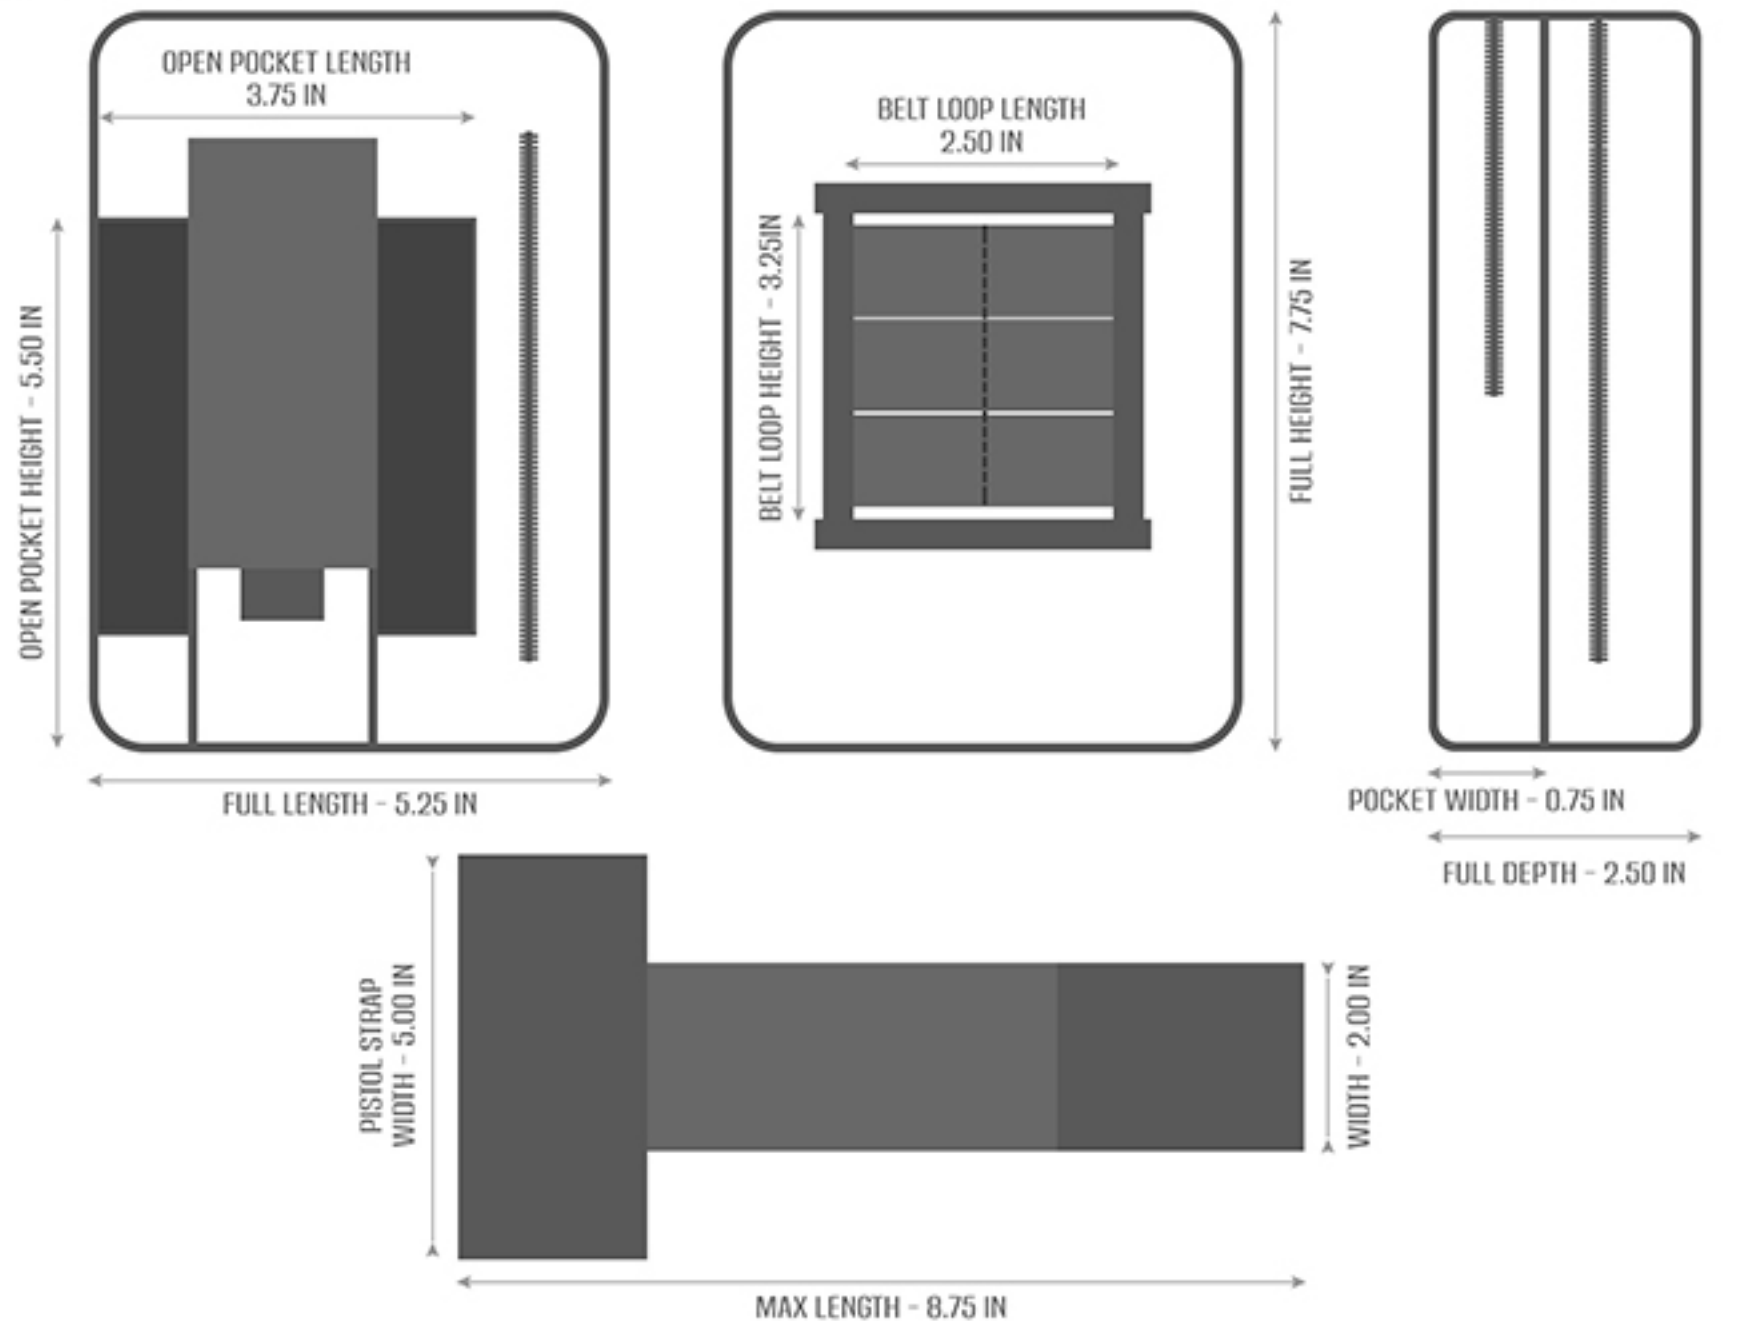 OPEN POCKET LENGTH
3.75 IN
OPEN POCKET HEIGHT - 5.50 IN
FULL LENGTH - 5.25 IN
BELT LOOP LENGTH
2.50 IN
BELT LOOP HEIGHT - 3.25IN
FULL HEIGHT - 7.75 IN
POCKET WIDTH - 0.75 IN
FULL DEPTH - 2.50 IN
PISTOL STRAP
WIDTH - 5.00 IN
WIDTH - 2.00 IN
MAX LENGTH - 8.75 IN